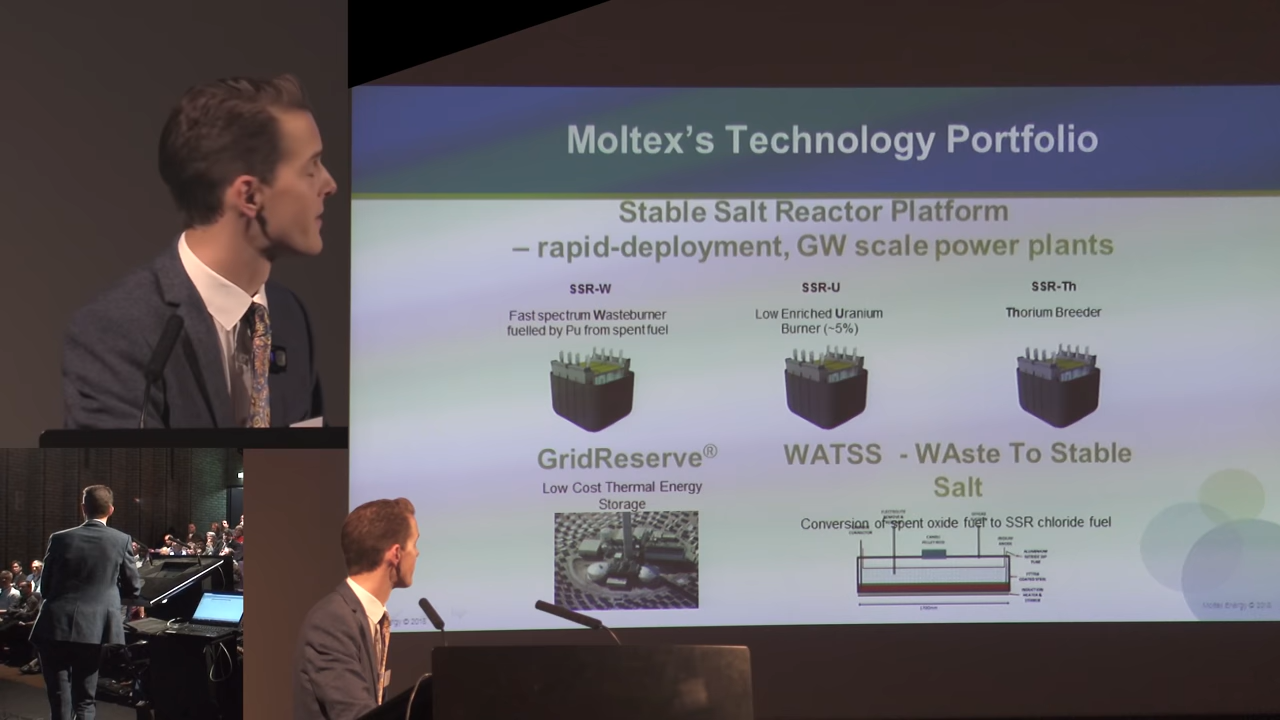 Moltex's Technology Portfolio
Stable Salt Reactor Platform
– rapid-deployment, GW scale power plants
SSR-W
Fast spectrum Wasteburner
fuelled by Pu from spent fuel
SSR-U
Low Enriched Uranium
Burner (~5%)
SSR-Th
Thorium Breeder
GridReserve®
Low Cost Thermal Energy
Storage
WATSS - WAste To Stable
Salt
Conversion of spent oxide fuel to SSR chloride fuel
Moltex Energy ©